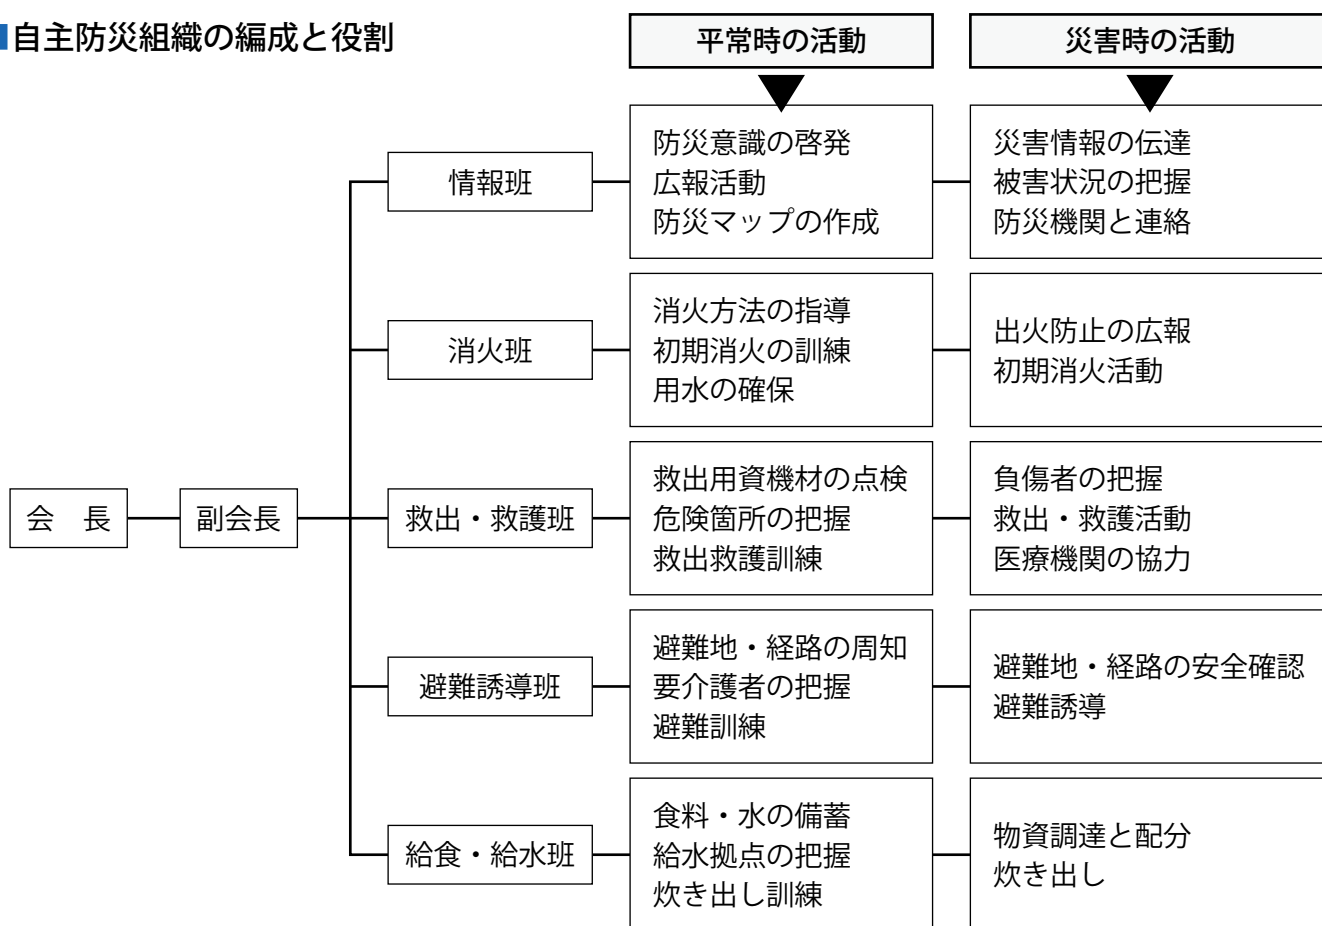 自主防災組織の編成と役割
平常時の活動
災害時の活動
会　長
副会長
情報班
防災意識の啓発
広報活動
防災マップの作成
災害情報の伝達
被害状況の把握
防災機関と連絡
消火班
消火方法の指導
初期消火の訓練
用水の確保
出火防止の広報
初期消火活動
救出・救護班
救出用資機材の点検
危険箇所の把握
救出救護訓練
負傷者の把握
救出・救護活動
医療機関の協力
避難誘導班
避難地・経路の周知
要介護者の把握
避難訓練
避難地・経路の安全確認
避難誘導
給食・給水班
食料・水の備蓄
給水拠点の把握
炊き出し訓練
物資調達と配分
炊き出し